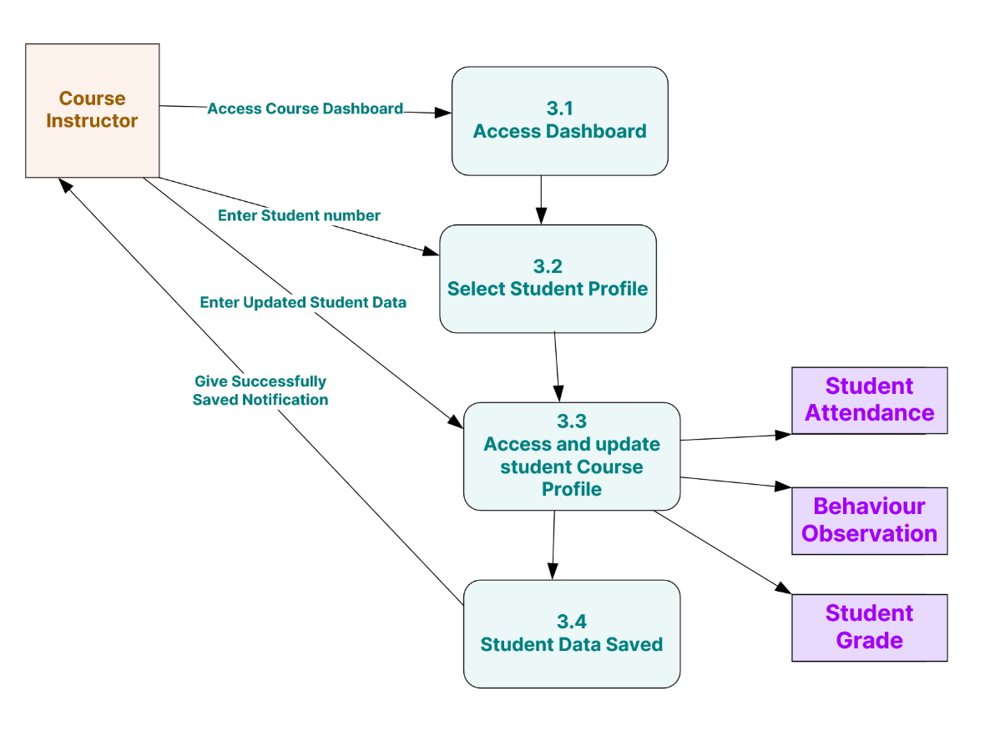 Course
Instructor
Access Course Dashboard
3.1
Access Dashboard
Enter Student number
3.2
Select Student Profile
Enter Updated Student Data
Give Successfully
Saved Notification
3.3
Access and update
student Course
Profile
Student
Attendance
Behaviour
Observation
Student
Grade
3.4
Student Data Saved